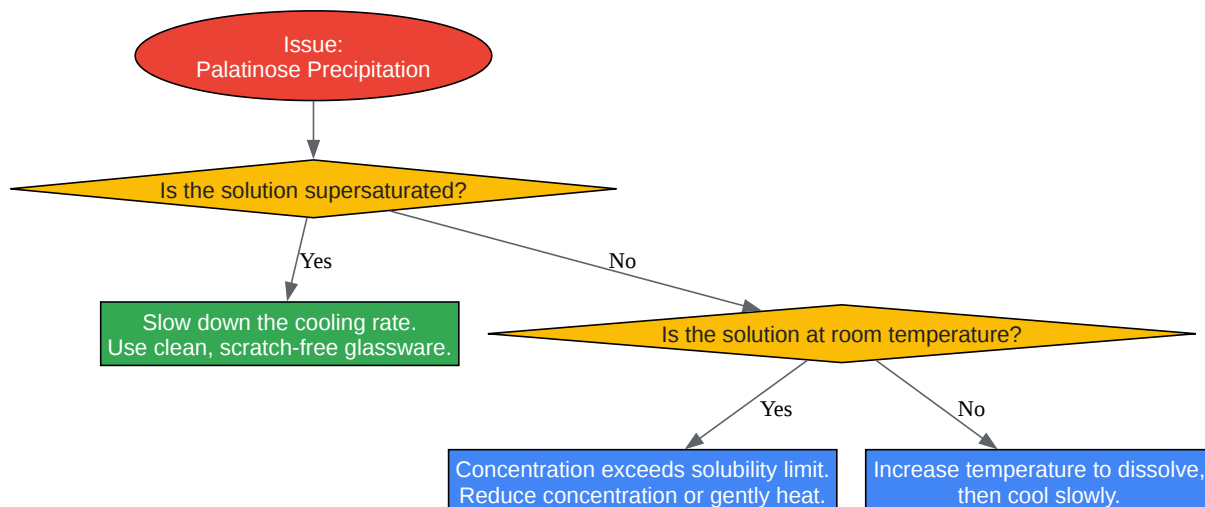 Issue:
Palatinose Precipitation
Is the solution supersaturated?
Yes
No
Slow down the cooling rate.
Use clean, scratch-free glassware.
Is the solution at room temperature?
Yes
No
Concentration exceeds solubility limit.
Reduce concentration or gently heat.
Increase temperature to dissolve,
then cool slowly.